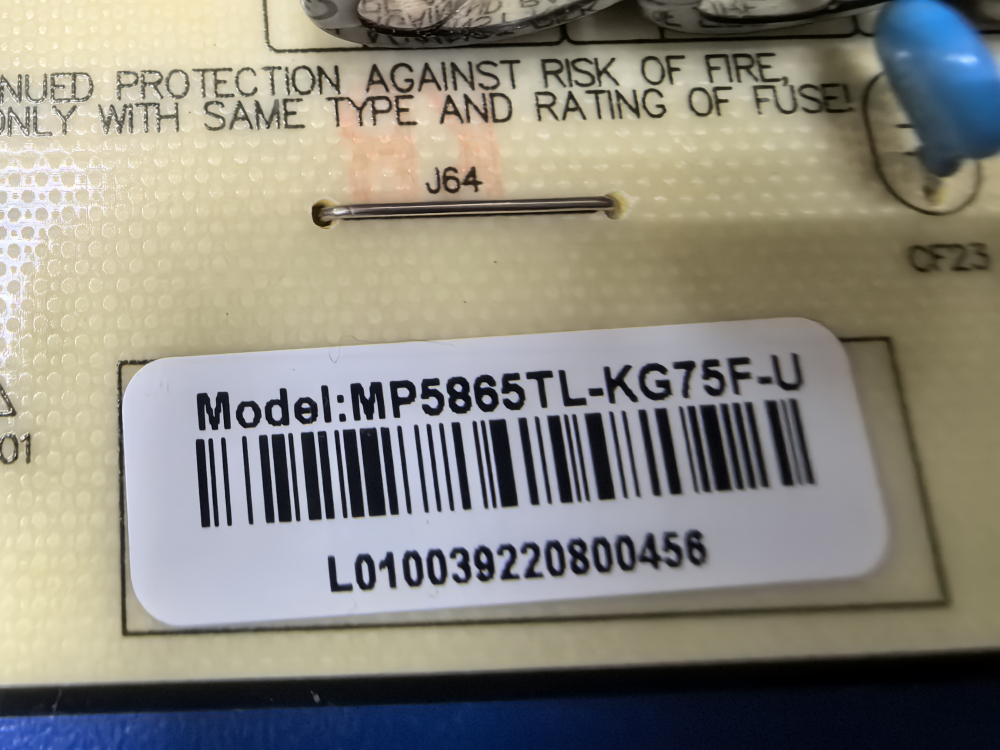 NUED PROTECTION AGAINST RISK OF FIRE,
ONLY WITH SAME TYPE AND RATING OF FUSE!
J64
CF23
01
Model:MP5865TL-KG75F-U
L010039220800456